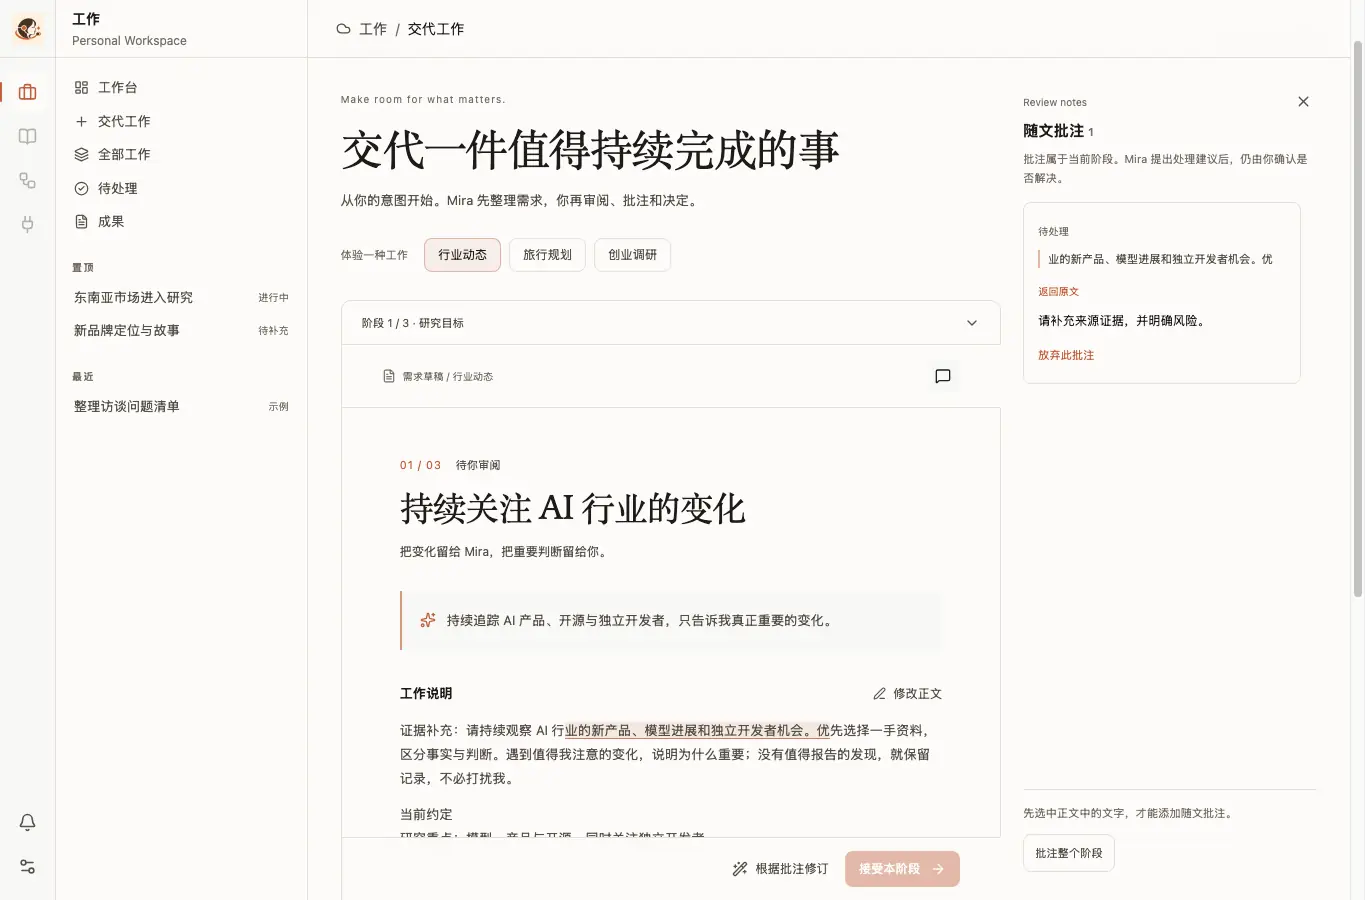 工作
Personal Workspace
工作台
交代工作
全部工作
待处理
成果
置顶
东南亚市场进入研究 进行中
新品牌定位与故事 待补充
最近
整理访谈问题清单 示例
工作 / 交代工作
Make room for what matters.
交代一件值得持续完成的事
从你的意图开始。Mira 先整理需求，你再审阅、批注和决定。
体验一种工作 行业动态 旅行规划 创业调研
阶段 1 / 3 · 研究目标
需求草稿 / 行业动态
01 / 03 待你审阅
持续关注 AI 行业的变化
把变化留给 Mira，把重要判断留给你。
持续追踪 AI 产品、开源与独立开发者，只告诉我真正重要的变化。
工作说明 修改正文
证据补充：请持续观察 AI 行业的新产品、模型进展和独立开发者机会。优先选择一手资料，
区分事实与判断。遇到值得我注意的变化，说明为什么重要；没有值得报告的发现，就保留
记录，不必打扰我。
当前约定
研究重点：模型、产品与开源，同时关注独立开发者
根据批注修订 接受本阶段
Review notes
随文批注 1
批注属于当前阶段。Mira 提出处理建议后，仍由你确认是
否解决。
待处理
业的新产品、模型进展和独立开发者机会。优
返回原文
请补充来源证据，并明确风险。
放弃此批注
先选中正文中的文字，才能添加随文批注。
批注整个阶段